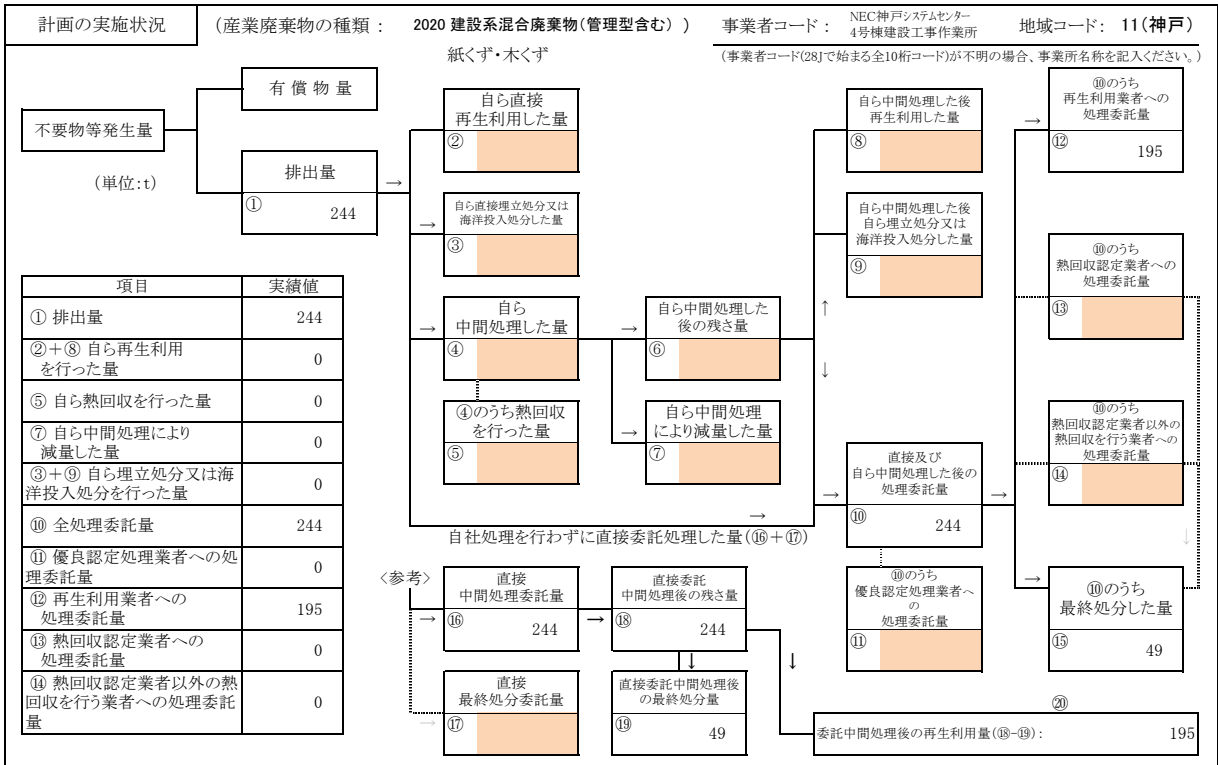 計画の実施状況
(産業廃棄物の種類 : 2020 建設系混合廃棄物(管理型含む) )
紙くず・木くず
事業者コード : NEC神戸システムセンター
4号棟建設工事作業所
地域コード: 11(神戸)
(事業者コード(28Jで始まる全10桁コード)が不明の場合、事業所名称を記入ください。)
不要物等発生量
(単位:t)
有償物量
排出量
→
① 244
自ら直接
再生利用した量
②
→
自ら直接埋立処分又は
海洋投入処分した量
③
→
自ら
中間処理した量
④
④のうち熱回収
を行った量
⑤
→
自ら中間処理した
後の残さ量
⑥
→
自ら中間処理
により減量した量
⑦
自ら中間処理した後
再生利用した量
⑧
自ら中間処理した後
自ら埋立処分又は
海洋投入処分した量
⑨
↑
↓
→
直接及び
自ら中間処理した後の
処理委託量
⑩ 244
→
⑩のうち
優良認定処理業者へ
の
処理委託量
⑪
→
⑩のうち
再生利用業者への
処理委託量
⑫ 195
⑩のうち
熱回収認定業者への
処理委託量
⑬
⑩のうち
熱回収認定業者以外の
熱回収を行う業者への
処理委託量
⑭
↓
→
⑩のうち
最終処分した量
⑮ 49
→
自社処理を行わずに直接委託処理した量(⑯+⑰)
項目 実績値
① 排出量 244
②+⑧ 自ら再生利用
を行った量 0
⑤ 自ら熱回収を行った量 0
⑦ 自ら中間処理により
減量した量 0
③+⑨ 自ら埋立処分又は海
洋投入処分を行った量 0
⑩ 全処理委託量 244
⑪ 優良認定処理業者への処
理委託量 0
⑫ 再生利用業者への
処理委託量 195
⑬ 熱回収認定業者への
処理委託量 0
⑭ 熱回収認定業者以外の熱
回収を行う業者への処理委託
量 0
〈参考〉
→
直接
中間処理委託量
⑯ 244
→
直接委託
中間処理後の残さ量
⑱ 244
↓
↓
→
直接
最終処分委託量
⑰
直接委託中間処理後
の最終処分量
⑲ 49
⑳
委託中間処理後の再生利用量(⑱-⑲) : 195